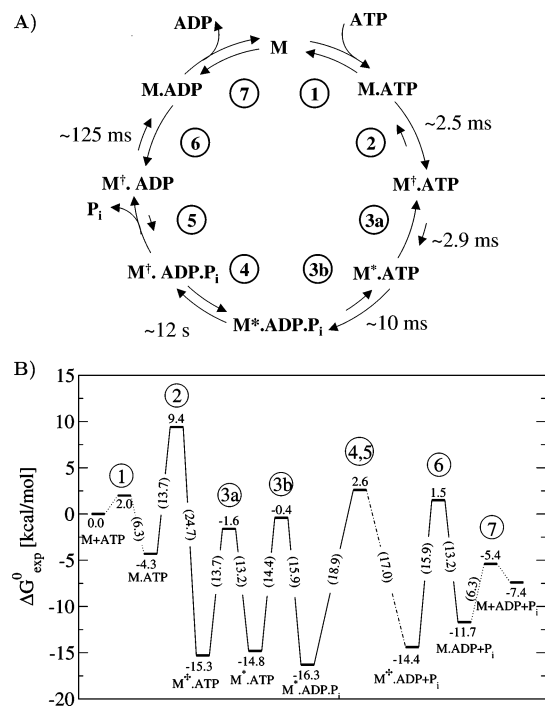 A)
ADP ATP
M
M.ADP 7 1 M.ATP
~125 ms 6 2 ~2.5 ms
M†. ADP M†.ATP
Pi 5 3a ~2.9 ms
M†. ADP.Pi 4 3b M*.ATP
~12 s M*.ADP.Pi ~10 ms
B)
ΔG⁰exp [kcal/mol]
15
10
5
0
-5
-10
-15
-20
1 2 3a 3b 4,5 6 7
0.0
M+ATP
2.0
(6.3)
-4.3
M.ATP
(13.7)
9.4
(24.7)
-15.3
M‡.ATP
(13.7)
-1.6
(13.2)
-14.8
M*.ATP
(14.4)
-0.4
(15.9)
-16.3
M*.ADP.Pi
(18.9)
2.6
(17.0)
-14.4
M‡.ADP+Pi
(15.9)
1.5
(13.2)
-11.7
M.ADP+Pi
(6.3)
-5.4
-7.4
M+ADP+Pi